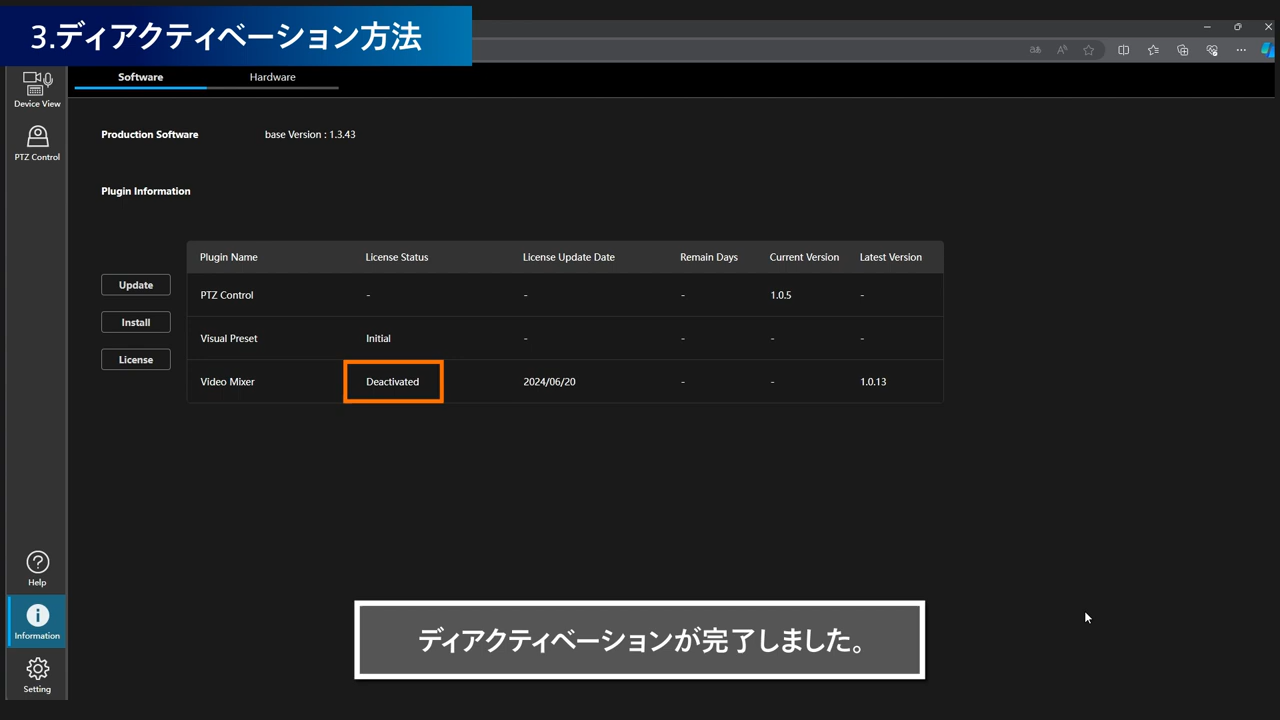 3.ディアクティベーション方法
Software Hardware
Device View
PTZ Control
Production Software base Version : 1.3.43
Plugin Information
Update
Install
License
Plugin Name License Status License Update Date Remain Days Current Version Latest Version
PTZ Control - - - 1.0.5 -
Visual Preset Initial - - - -
Video Mixer Deactivated 2024/06/20 - - 1.0.13
Help
Information
Setting
ディアクティベーションが完了しました。